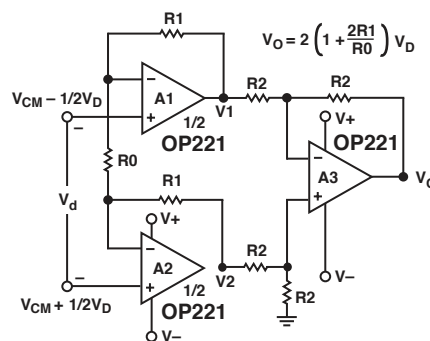 R1
V_O = 2 (1 + 2R1/R0) V_D
−
A1
+
1/2
OP221
V_CM − 1/2V_D
−
V1
R2
R2
V+
OP221
−
A3
+
V_O
R0
R1
V_d
V+
−
A2
+
1/2
OP221
V2
R2
R2
V−
−
V_CM + 1/2V_D
V−